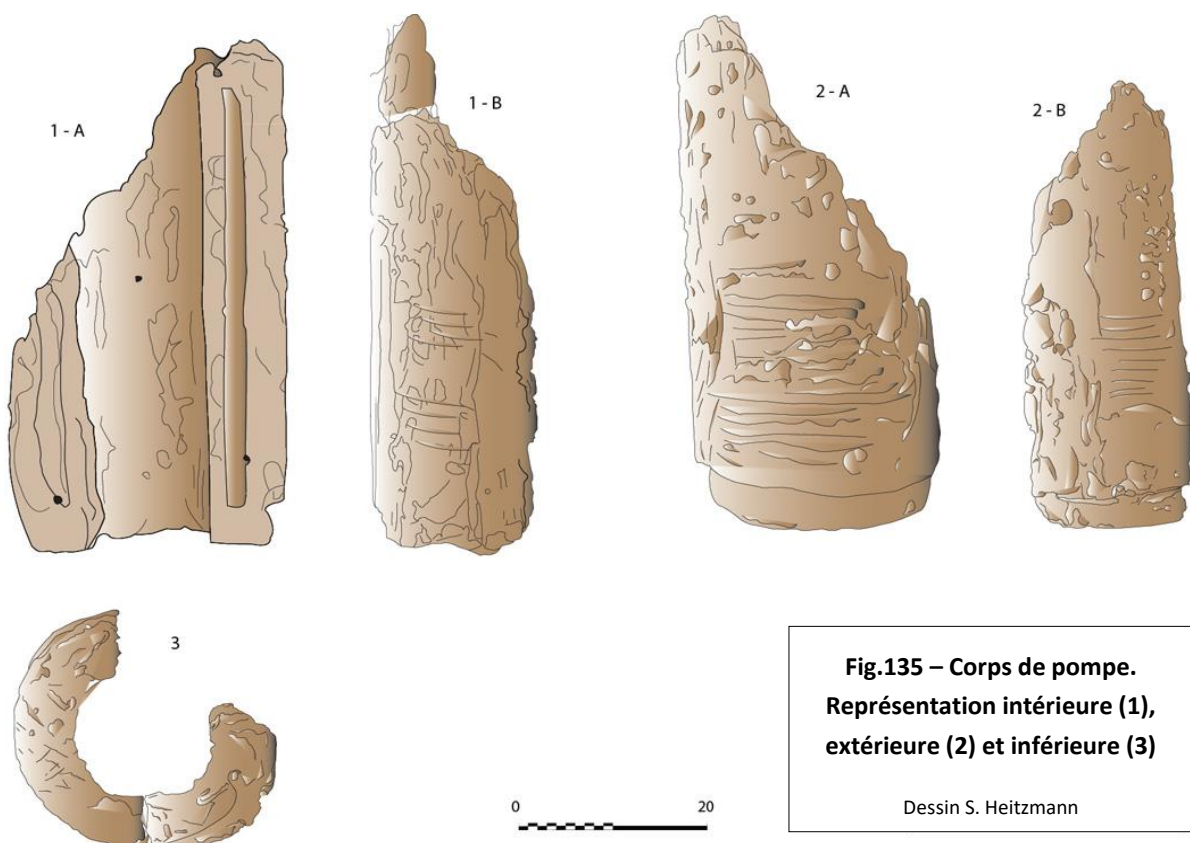 1 - A
1 - B
2 - A
2 - B
3
0
20
Fig.135 – Corps de pompe.
Représentation intérieure (1),
extérieure (2) et inférieure (3)
Dessin S. Heitzmann